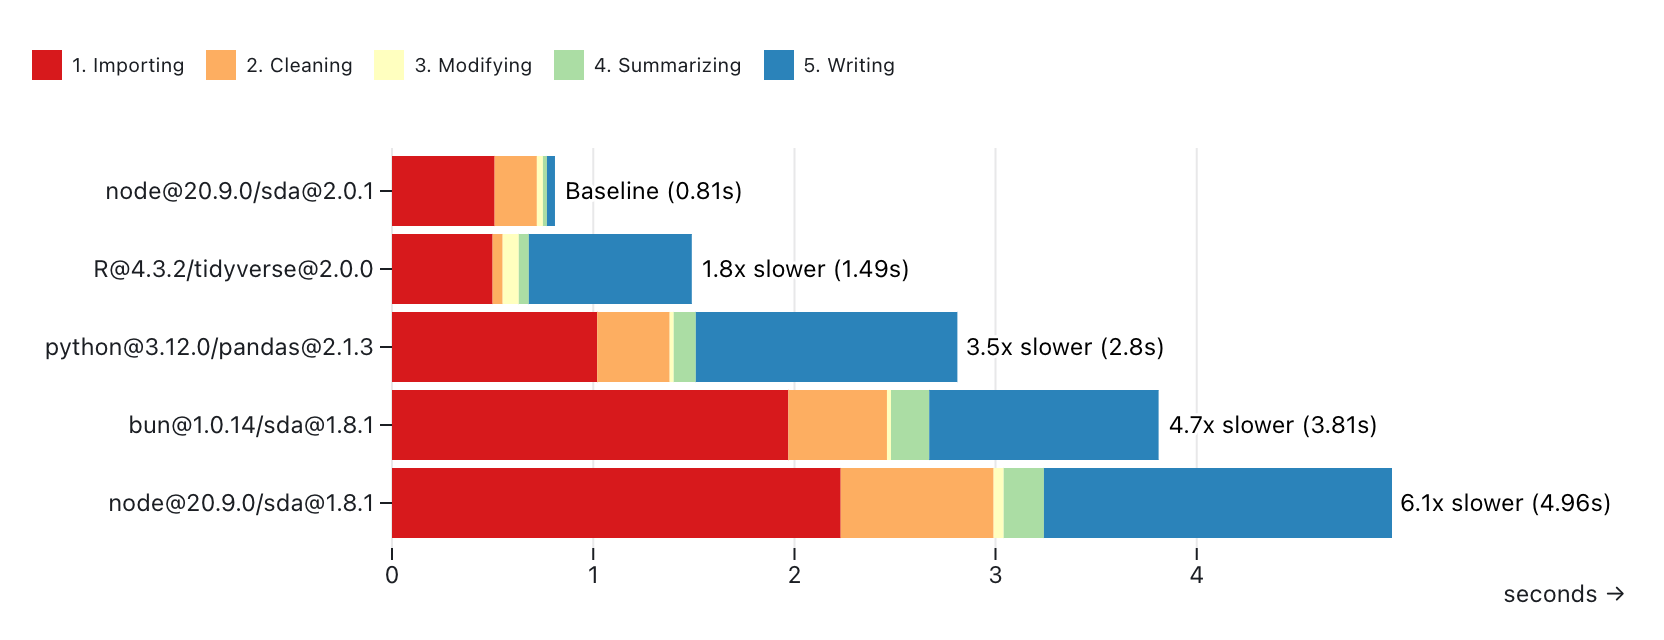 1. Importing 2. Cleaning 3. Modifying 4. Summarizing 5. Writing
node@20.9.0/sda@2.0.1 Baseline (0.81s)
R@4.3.2/tidyverse@2.0.0 1.8x slower (1.49s)
python@3.12.0/pandas@2.1.3 3.5x slower (2.8s)
bun@1.0.14/sda@1.8.1 4.7x slower (3.81s)
node@20.9.0/sda@1.8.1 6.1x slower (4.96s)
0 1 2 3 4
seconds →